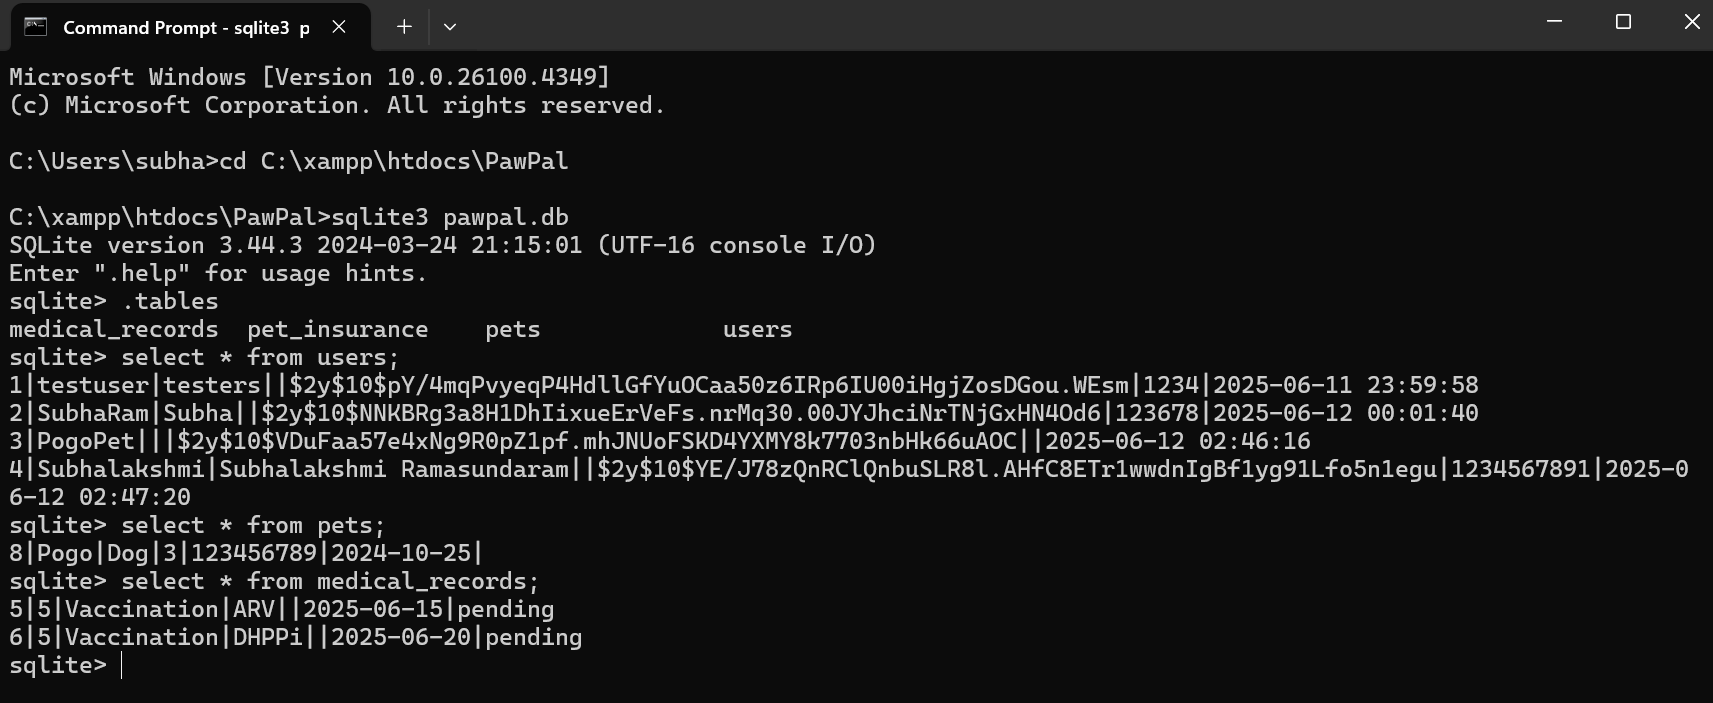 Command Prompt - sqlite3  p
Microsoft Windows [Version 10.0.26100.4349]
(c) Microsoft Corporation. All rights reserved.
C:\Users\subha>cd C:\xampp\htdocs\PawPal
C:\xampp\htdocs\PawPal>sqlite3 pawpal.db
SQLite version 3.44.3 2024-03-24 21:15:01 (UTF-16 console I/O)
Enter ".help" for usage hints.
sqlite> .tables
medical_records  pet_insurance    pets             users
sqlite> select * from users;
1|testuser|testers||$2y$10$pY/4mqPvyeqP4HdllGfYuOCaa50z6IRp6IU00iHgjZosDGou.WEsm|1234|2025-06-11 23:59:58
2|SubhaRam|Subha||$2y$10$NNKBRg3a8H1DhIixueErVeFs.nrMq30.00JYJhciNrTNjGxHN4Od6|123678|2025-06-12 00:01:40
3|PogoPet|||$2y$10$VDuFaa57e4xNg9R0pZ1pf.mhJNUoFSKD4YXMY8k7703nbHk66uAOC||2025-06-12 02:46:16
4|Subhalakshmi|Subhalakshmi Ramasundaram||$2y$10$YE/J78zQnRClQnbuSLR8l.AHfC8ETr1wwdnIgBf1yg91Lfo5n1egu|1234567891|2025-0
6-12 02:47:20
sqlite> select * from pets;
8|Pogo|Dog|3|123456789|2024-10-25|
sqlite> select * from medical_records;
5|5|Vaccination|ARV||2025-06-15|pending
6|5|Vaccination|DHPPi||2025-06-20|pending
sqlite>